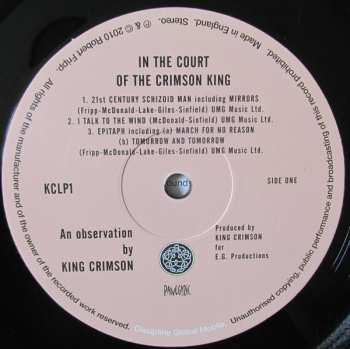 IN THE COURT
OF THE CRIMSON KING
1. 21st CENTURY SCHIZOID MAN including MIRRORS
(Fripp-McDonald-Lake-Giles-Sinfield) UMG Music Ltd.
2. I TALK TO THE WIND (McDonald-Sinfield) UMG Music Ltd.
3. EPITAPH including (a) MARCH FOR NO REASON
(b) TOMORROW AND TOMORROW
(Fripp-McDonald-Lake-Giles-Sinfield) UMG Music Ltd.
KCLP1
sound
SIDE ONE
An observation
by
KING CRIMSON
PANEGYRIC
Produced by
KING CRIMSON
for
E.G. Productions
All rights of the manufacturer and of the owner of the recorded work reserved. Unauthorised copying, public performance and broadcasting of this record prohibited. Made in England. Stereo. ℗ & © 2010 Robert Fripp.
Discipline Global Mobile